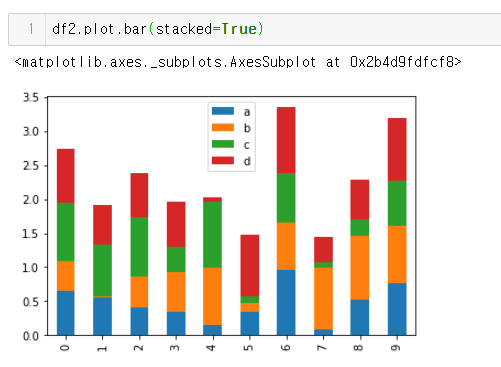 1 df2.plot.bar(stacked=True)
<matplotlib.axes._subplots.AxesSubplot at 0x2b4d9fdfcf8>
3.5
3.0
2.5
2.0
1.5
1.0
0.5
0.0
a
b
c
d
0 1 2 3 4 5 6 7 8 9